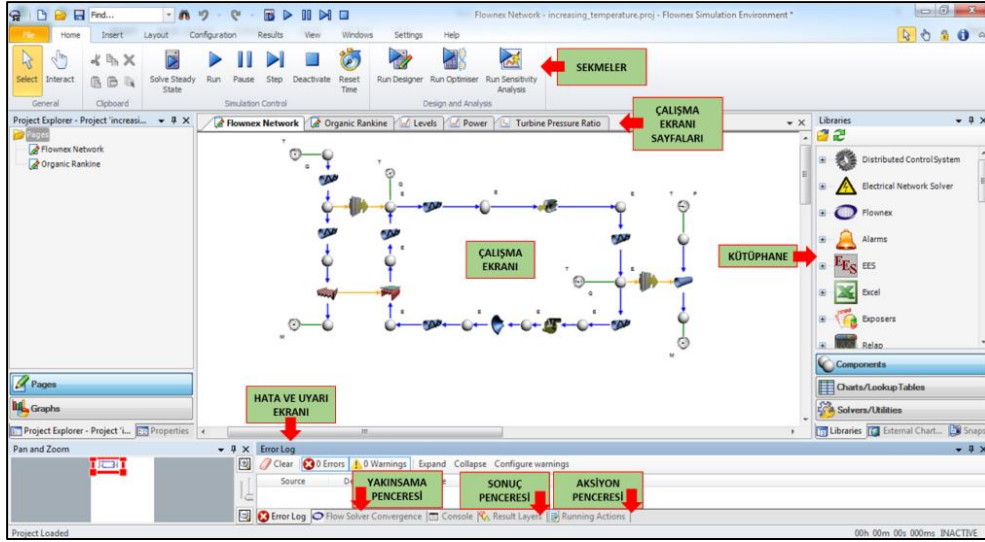 Find...
Flownex Network - increasing_temperature.proj - Flownex Simulation Environment *
File Home Insert Layout Configuration Results View Windows Settings Help
Select Interact
Solve Steady State Run Pause Step Deactivate Reset Time
Run Designer Run Optimiser Run Sensitivity Analysis
General Clipboard Simulation Control Design and Analysis
SEKMELER
Project Explorer - Project 'increasi...
Pages
Flownex Network
Organic Rankine
Flownex Network Organic Rankine Levels Power Turbine Pressure Ratio
ÇALIŞMA EKRANI SAYFALARI
ÇALIŞMA EKRANI
KÜTÜPHANE
Libraries
Distributed Control System
Electrical Network Solver
Flownex
Alarms
EES
EES
Excel
Exposers
Relap
Components
Charts/Lookup Tables
Solvers/Utilities
Libraries External Chart... Snaps
Pages
Graphs
Project Explorer - Project 'i... Properties
HATA VE UYARI EKRANI
Pan and Zoom
Error Log
Clear 0 Errors 0 Warnings Expand Collapse Configure warnings
Source
YAKINSAMA PENCERESİ
SONUÇ PENCERESİ
AKSİYON PENCERESİ
Error Log Flow Solver Convergence Console Result Layers Running Actions
Project Loaded
00h 00m 00s 000ms INACTIVE